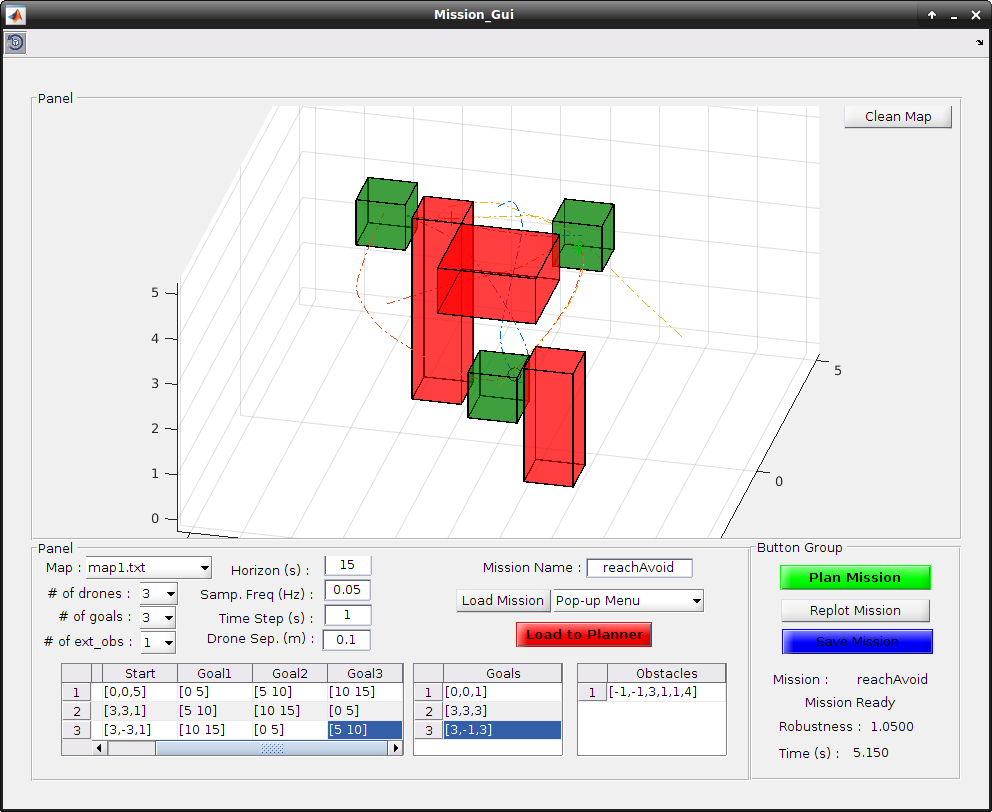 Mission_Gui
Panel
Clean Map
5
4
3
2
1
0
5
0
Panel
Map : map1.txt
# of drones : 3
# of goals : 3
# of ext_obs : 1
Horizon (s) : 15
Samp. Freq (Hz) : 0.05
Time Step (s) : 1
Drone Sep. (m) : 0.1
Mission Name : reachAvoid
Load Mission Pop-up Menu
Load to Planner
Start Goal1 Goal2 Goal3
1 [0,0,5] [0 5] [5 10] [10 15]
2 [3,3,1] [5 10] [10 15] [0 5]
3 [3,-3,1] [10 15] [0 5] [5 10]
Goals
1 [0,0,1]
2 [3,3,3]
3 [3,-1,3]
Obstacles
1 [-1,-1,3,1,1,4]
Button Group
Plan Mission
Replot Mission
Save Mission
Mission : reachAvoid
Mission Ready
Robustness : 1.0500
Time (s) : 5.150